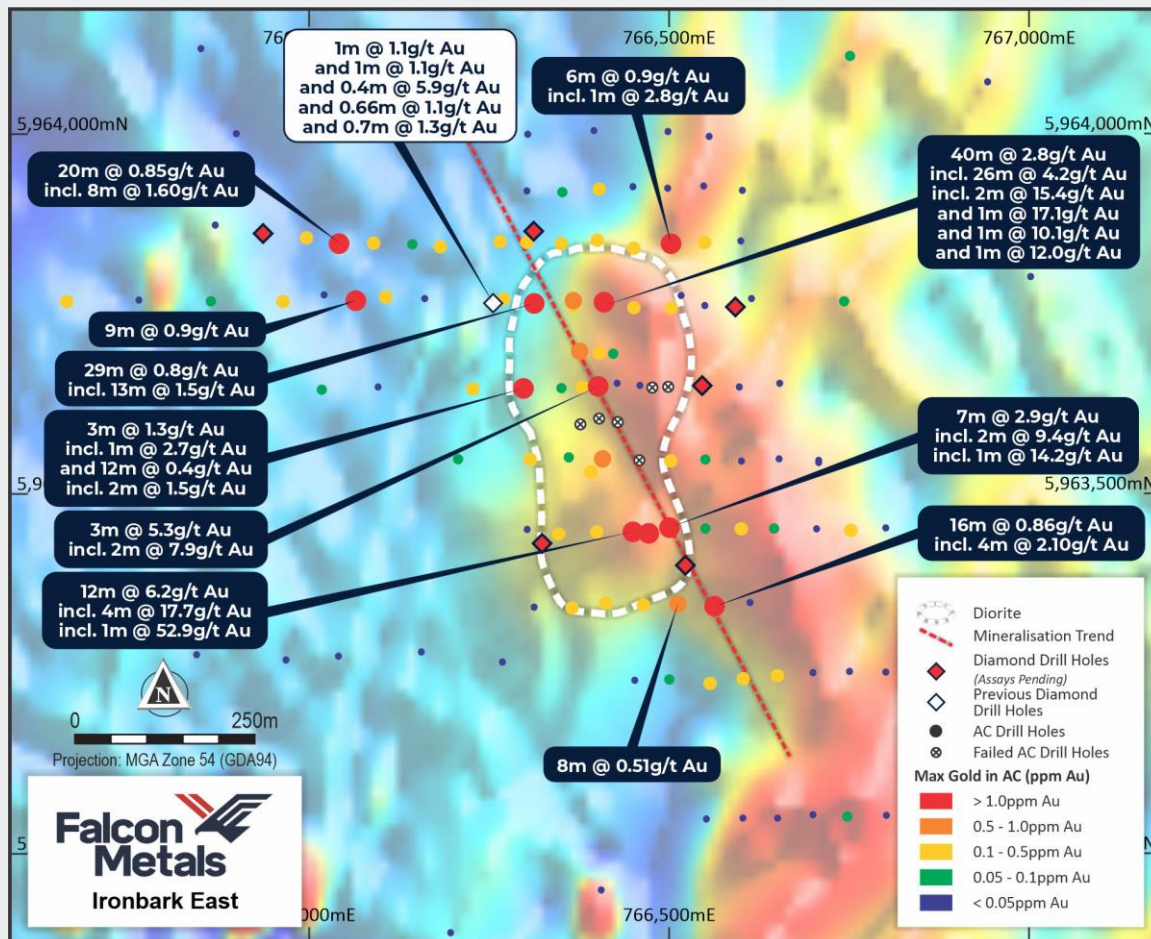 766,500mE
767,000mE
1m @ 1.1g/t Au
and 1m @ 1.1g/t Au
and 0.4m @ 5.9g/t Au
and 0.66m @ 1.1g/t Au
and 0.7m @ 1.3g/t Au
6m @ 0.9g/t Au
incl. 1m @ 2.8g/t Au
5,964,000mN
5,964,000mN
20m @ 0.85g/t Au
incl. 8m @ 1.60g/t Au
40m @ 2.8g/t Au
incl. 26m @ 4.2g/t Au
incl. 2m @ 15.4g/t Au
and 1m @ 17.1g/t Au
and 1m @ 10.1g/t Au
and 1m @ 12.0g/t Au
9m @ 0.9g/t Au
29m @ 0.8g/t Au
incl. 13m @ 1.5g/t Au
3m @ 1.3g/t Au
incl. 1m @ 2.7g/t Au
and 12m @ 0.4g/t Au
incl. 2m @ 1.5g/t Au
7m @ 2.9g/t Au
incl. 2m @ 9.4g/t Au
incl. 1m @ 14.2g/t Au
5,963,500mN
3m @ 5.3g/t Au
incl. 2m @ 7.9g/t Au
16m @ 0.86g/t Au
incl. 4m @ 2.10g/t Au
12m @ 6.2g/t Au
incl. 4m @ 17.7g/t Au
incl. 1m @ 52.9g/t Au
8m @ 0.51g/t Au
N
0 250m
Projection: MGA Zone 54 (GDA94)
Falcon
Metals
Ironbark East
Diorite
Mineralisation Trend
Diamond Drill Holes
(Assays Pending)
Previous Diamond
Drill Holes
AC Drill Holes
Failed AC Drill Holes
Max Gold in AC (ppm Au)
> 1.0ppm Au
0.5 - 1.0ppm Au
0.1 - 0.5ppm Au
0.05 - 0.1ppm Au
< 0.05ppm Au
766,500mE
767,000mE